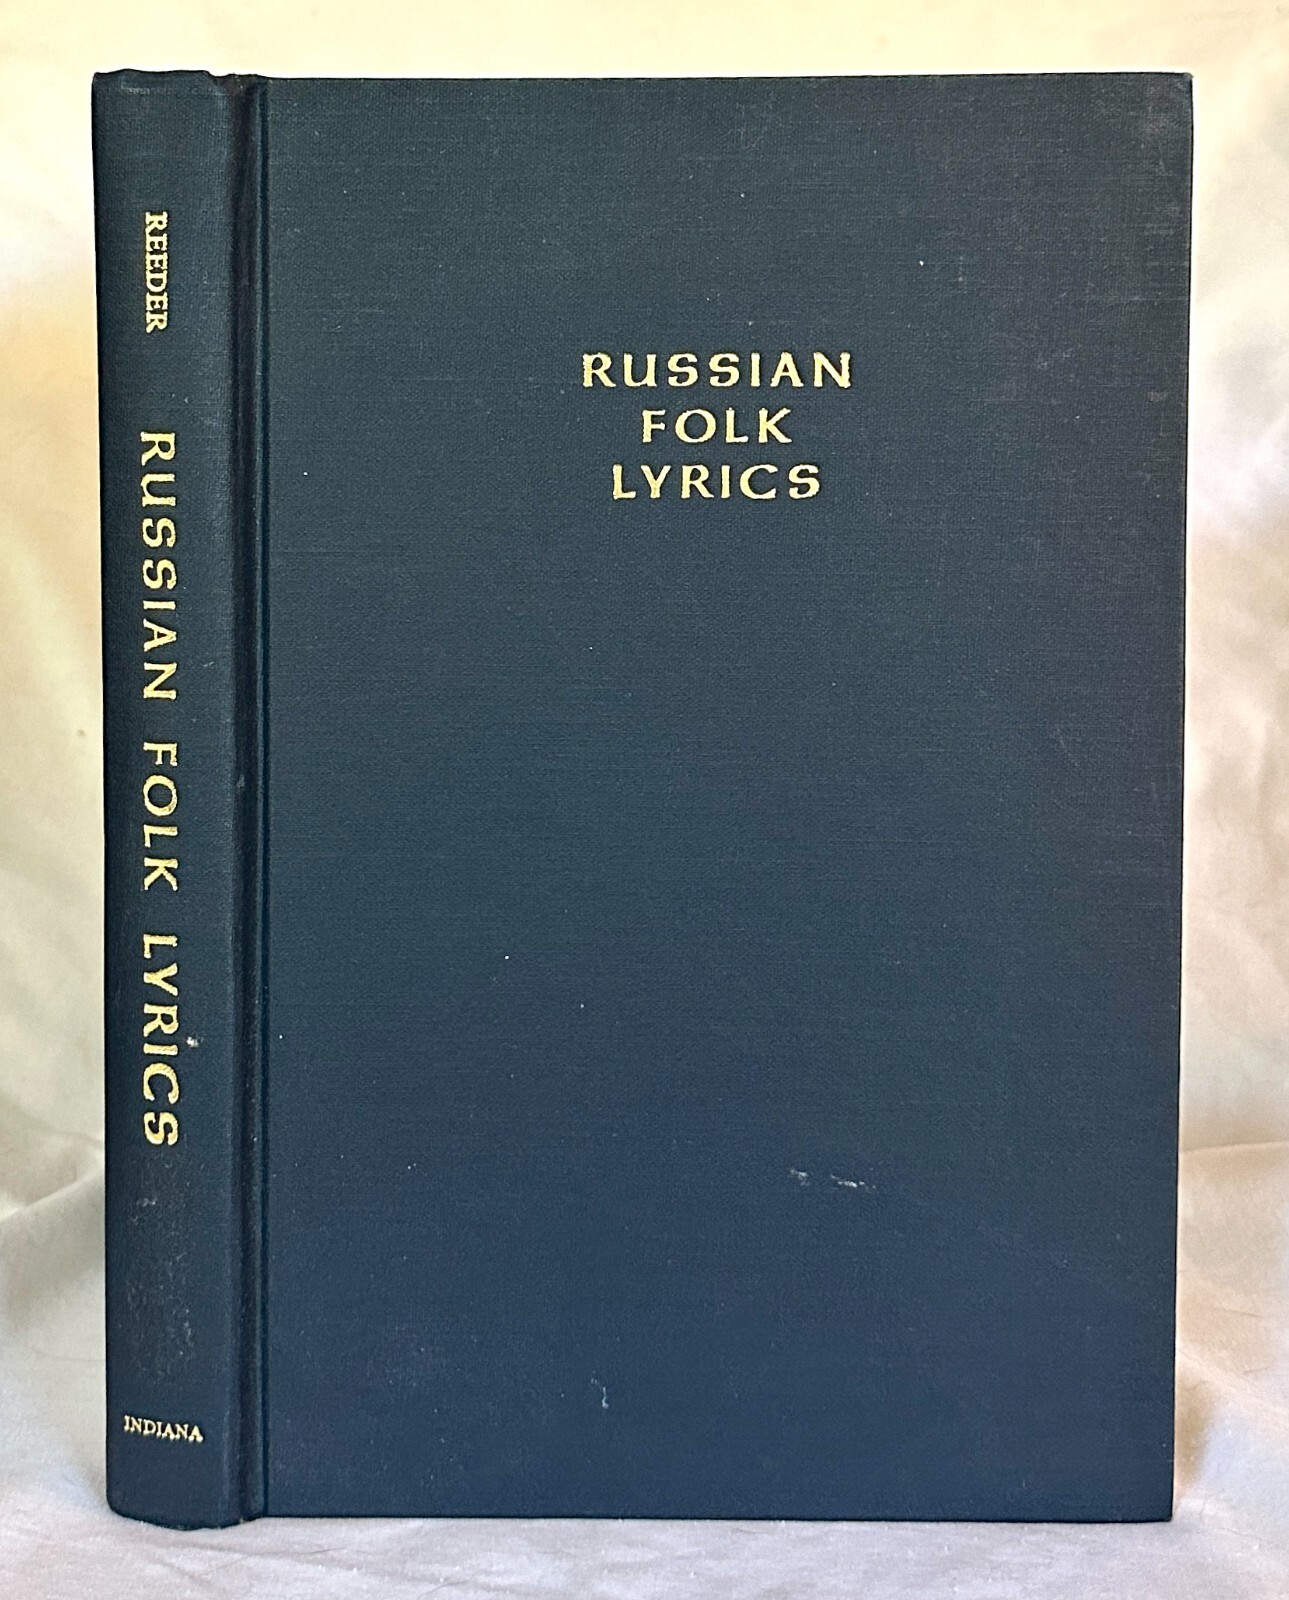 REEDER
RUSSIAN FOLK LYRICS
INDIANA
RUSSIAN
FOLK
LYRICS